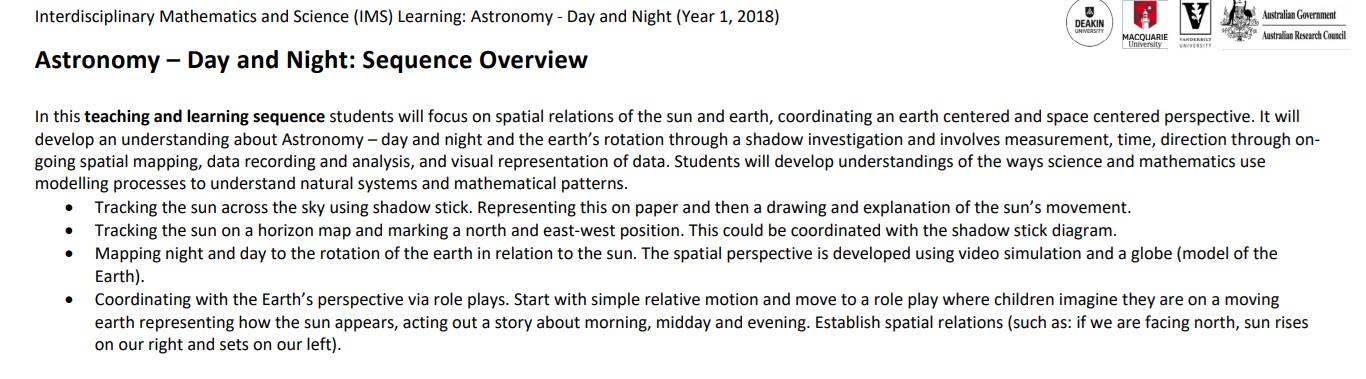 Interdisciplinary Mathematics and Science (IMS) Learning: Astronomy - Day and Night (Year 1, 2018)
DEAKIN
UNIVERSITY
MACQUARIE
University
VANDERBILT
UNIVERSITY
Australian Government
Australian Research Council
Astronomy – Day and Night: Sequence Overview
In this teaching and learning sequence students will focus on spatial relations of the sun and earth, coordinating an earth centered and space centered perspective. It will
develop an understanding about Astronomy – day and night and the earth's rotation through a shadow investigation and involves measurement, time, direction through on-
going spatial mapping, data recording and analysis, and visual representation of data. Students will develop understandings of the ways science and mathematics use
modelling processes to understand natural systems and mathematical patterns.
• Tracking the sun across the sky using shadow stick. Representing this on paper and then a drawing and explanation of the sun's movement.
• Tracking the sun on a horizon map and marking a north and east-west position. This could be coordinated with the shadow stick diagram.
• Mapping night and day to the rotation of the earth in relation to the sun. The spatial perspective is developed using video simulation and a globe (model of the
Earth).
• Coordinating with the Earth's perspective via role plays. Start with simple relative motion and move to a role play where children imagine they are on a moving
earth representing how the sun appears, acting out a story about morning, midday and evening. Establish spatial relations (such as: if we are facing north, sun rises
on our right and sets on our left).